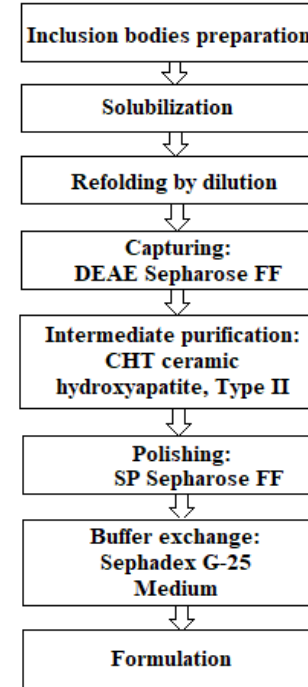 Inclusion bodies preparation
Solubilization
Refolding by dilution
Capturing:
DEAE Sepharose FF
Intermediate purification:
CHT ceramic
hydroxyapatite, Type II
Polishing:
SP Sepharose FF
Buffer exchange:
Sephadex G-25
Medium
Formulation